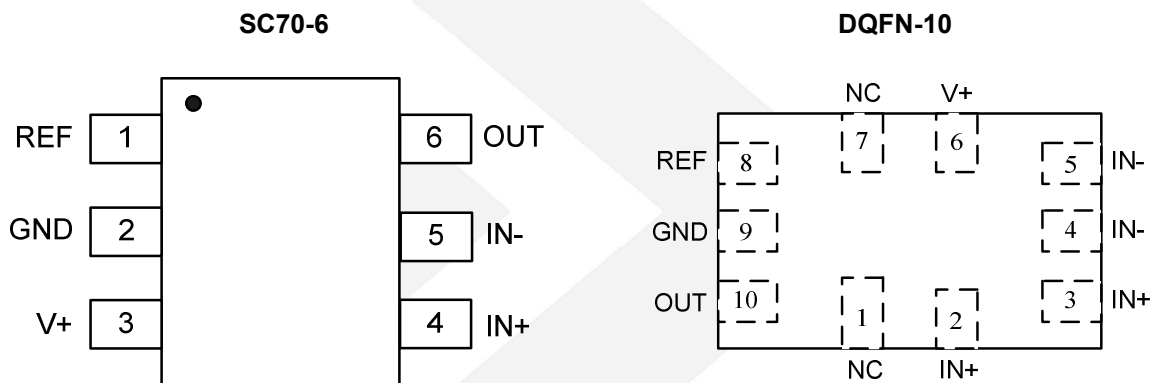 SC70-6
REF 1
6 OUT
GND 2
5 IN-
V+ 3
4 IN+
DQFN-10
NC V+
7 6
REF 8
5 IN-
GND 9
4 IN-
OUT 10
3 IN+
1 2
NC IN+